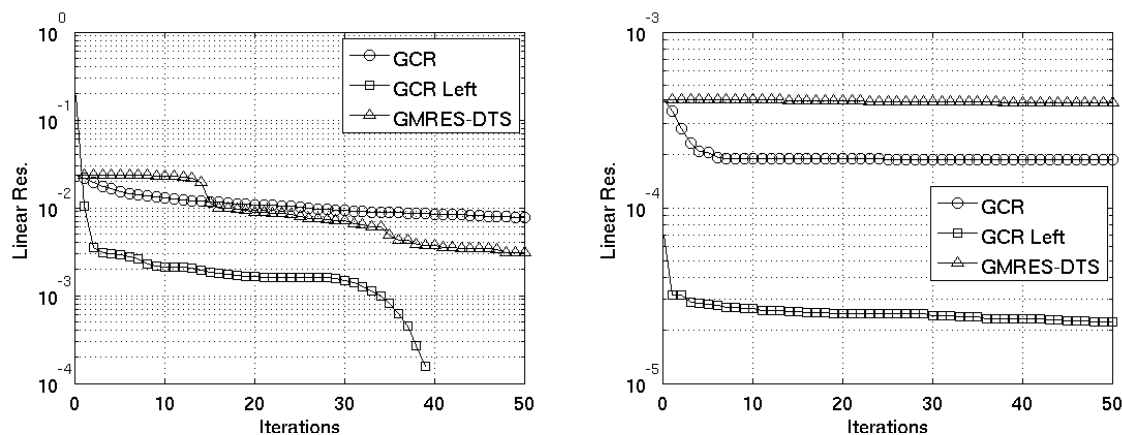 10^0
10^-1
10^-2
10^-3
10^-4
Linear Res.
0 10 20 30 40 50
Iterations
GCR
GCR Left
GMRES-DTS
10^-3
10^-4
10^-5
Linear Res.
0 10 20 30 40 50
Iterations
GCR
GCR Left
GMRES-DTS